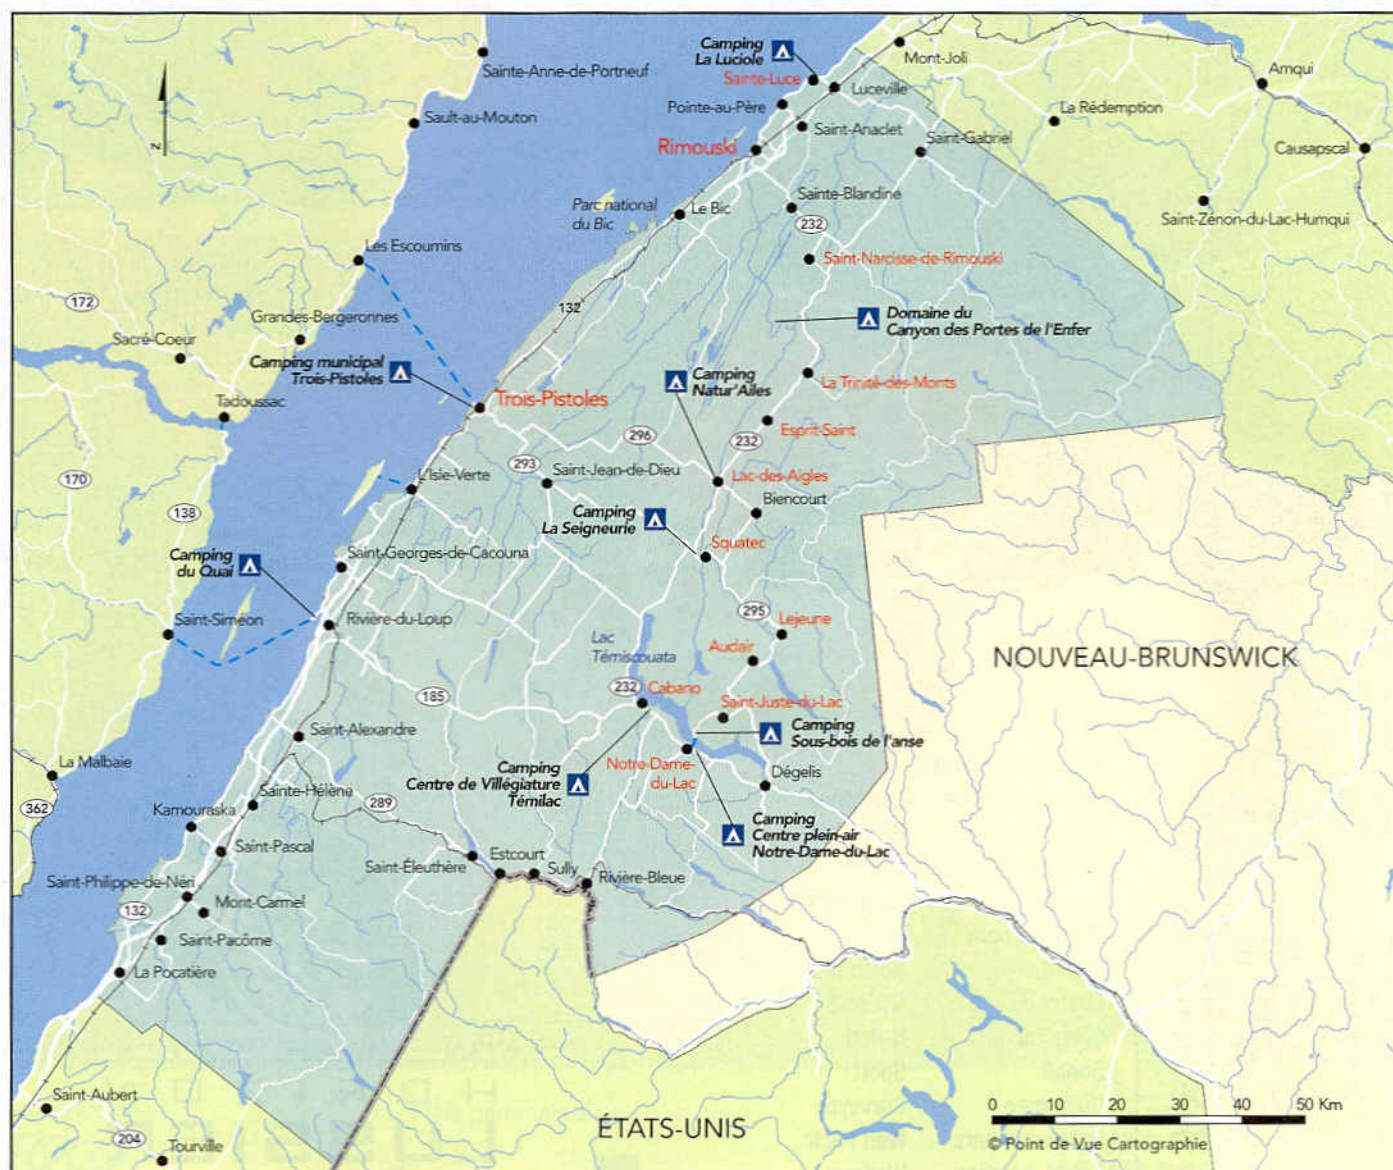 Camping
La Luciole
Sainte-Luce
Mont-Joli
Amqui
Sainte-Anne-de-Portneuf
Luceville
Pointe-au-Père
La Rédemption
Sault-au-Mouton
Saint-Anaclet
Saint-Gabriel
Rimouski
Causapscal
N
Parc national
du Bic
Le Bic
Sainte-Blandine
Saint-Zénon-du-Lac-Humqui
232
Les Escoumins
Saint-Narcisse-de-Rimouski
172
132
Grandes-Bergeronnes
Domaine du
Canyon des Portes de l'Enfer
Sacré-Coeur
Camping municipal
Trois-Pistoles
Camping
Natur'Ailes
La Trinité-des-Monts
Tadoussac
Trois-Pistoles
Esprit-Saint
296
232
293
Saint-Jean-de-Dieu
170
L'Isle-Verte
Lac-des-Aigles
Biencourt
138
Camping
La Seigneurie
Squatec
Camping
du Quai
Saint-Georges-de-Cacouna
Saint-Siméon
Rivière-du-Loup
295
Lejeune
Lac
Témiscouata
Auclair
NOUVEAU-BRUNSWICK
185
232
Cabano
Saint-Juste-du-Lac
Saint-Alexandre
Camping
Sous-bois de l'anse
La Malbaie
Camping
Centre de Villégiature
Témilac
Notre-Dame-
du-Lac
Dégelis
362
Sainte-Hélène
289
Kamouraska
Camping
Centre plein-air
Notre-Dame-du-Lac
Saint-Pascal
Saint-Éleuthère
Estcourt
Sully
Rivière-Bleue
Saint-Philippe-de-Néri
Mont-Carmel
132
Saint-Pacôme
La Pocatière
Saint-Aubert
204
Tourville
ÉTATS-UNIS
0 10 20 30 40 50 Km
© Point de Vue Cartographie